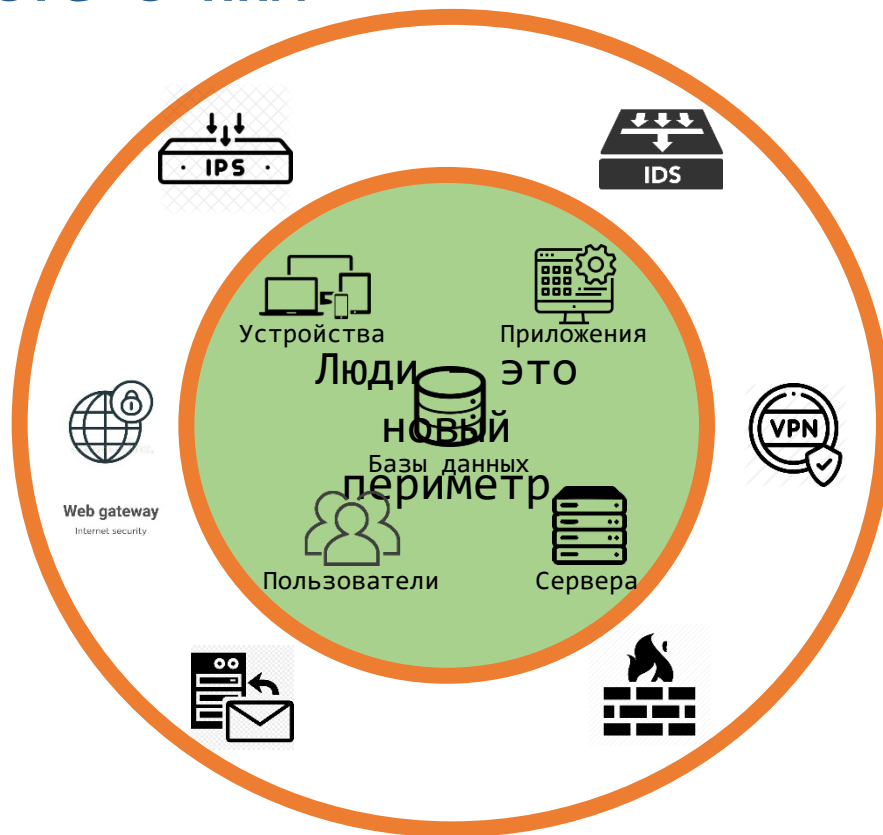 IPS
IDS
Устройства
Приложения
Люди это
новый
Базы данных
периметр
VPN
Web gateway
Internet security
Пользователи
Сервера